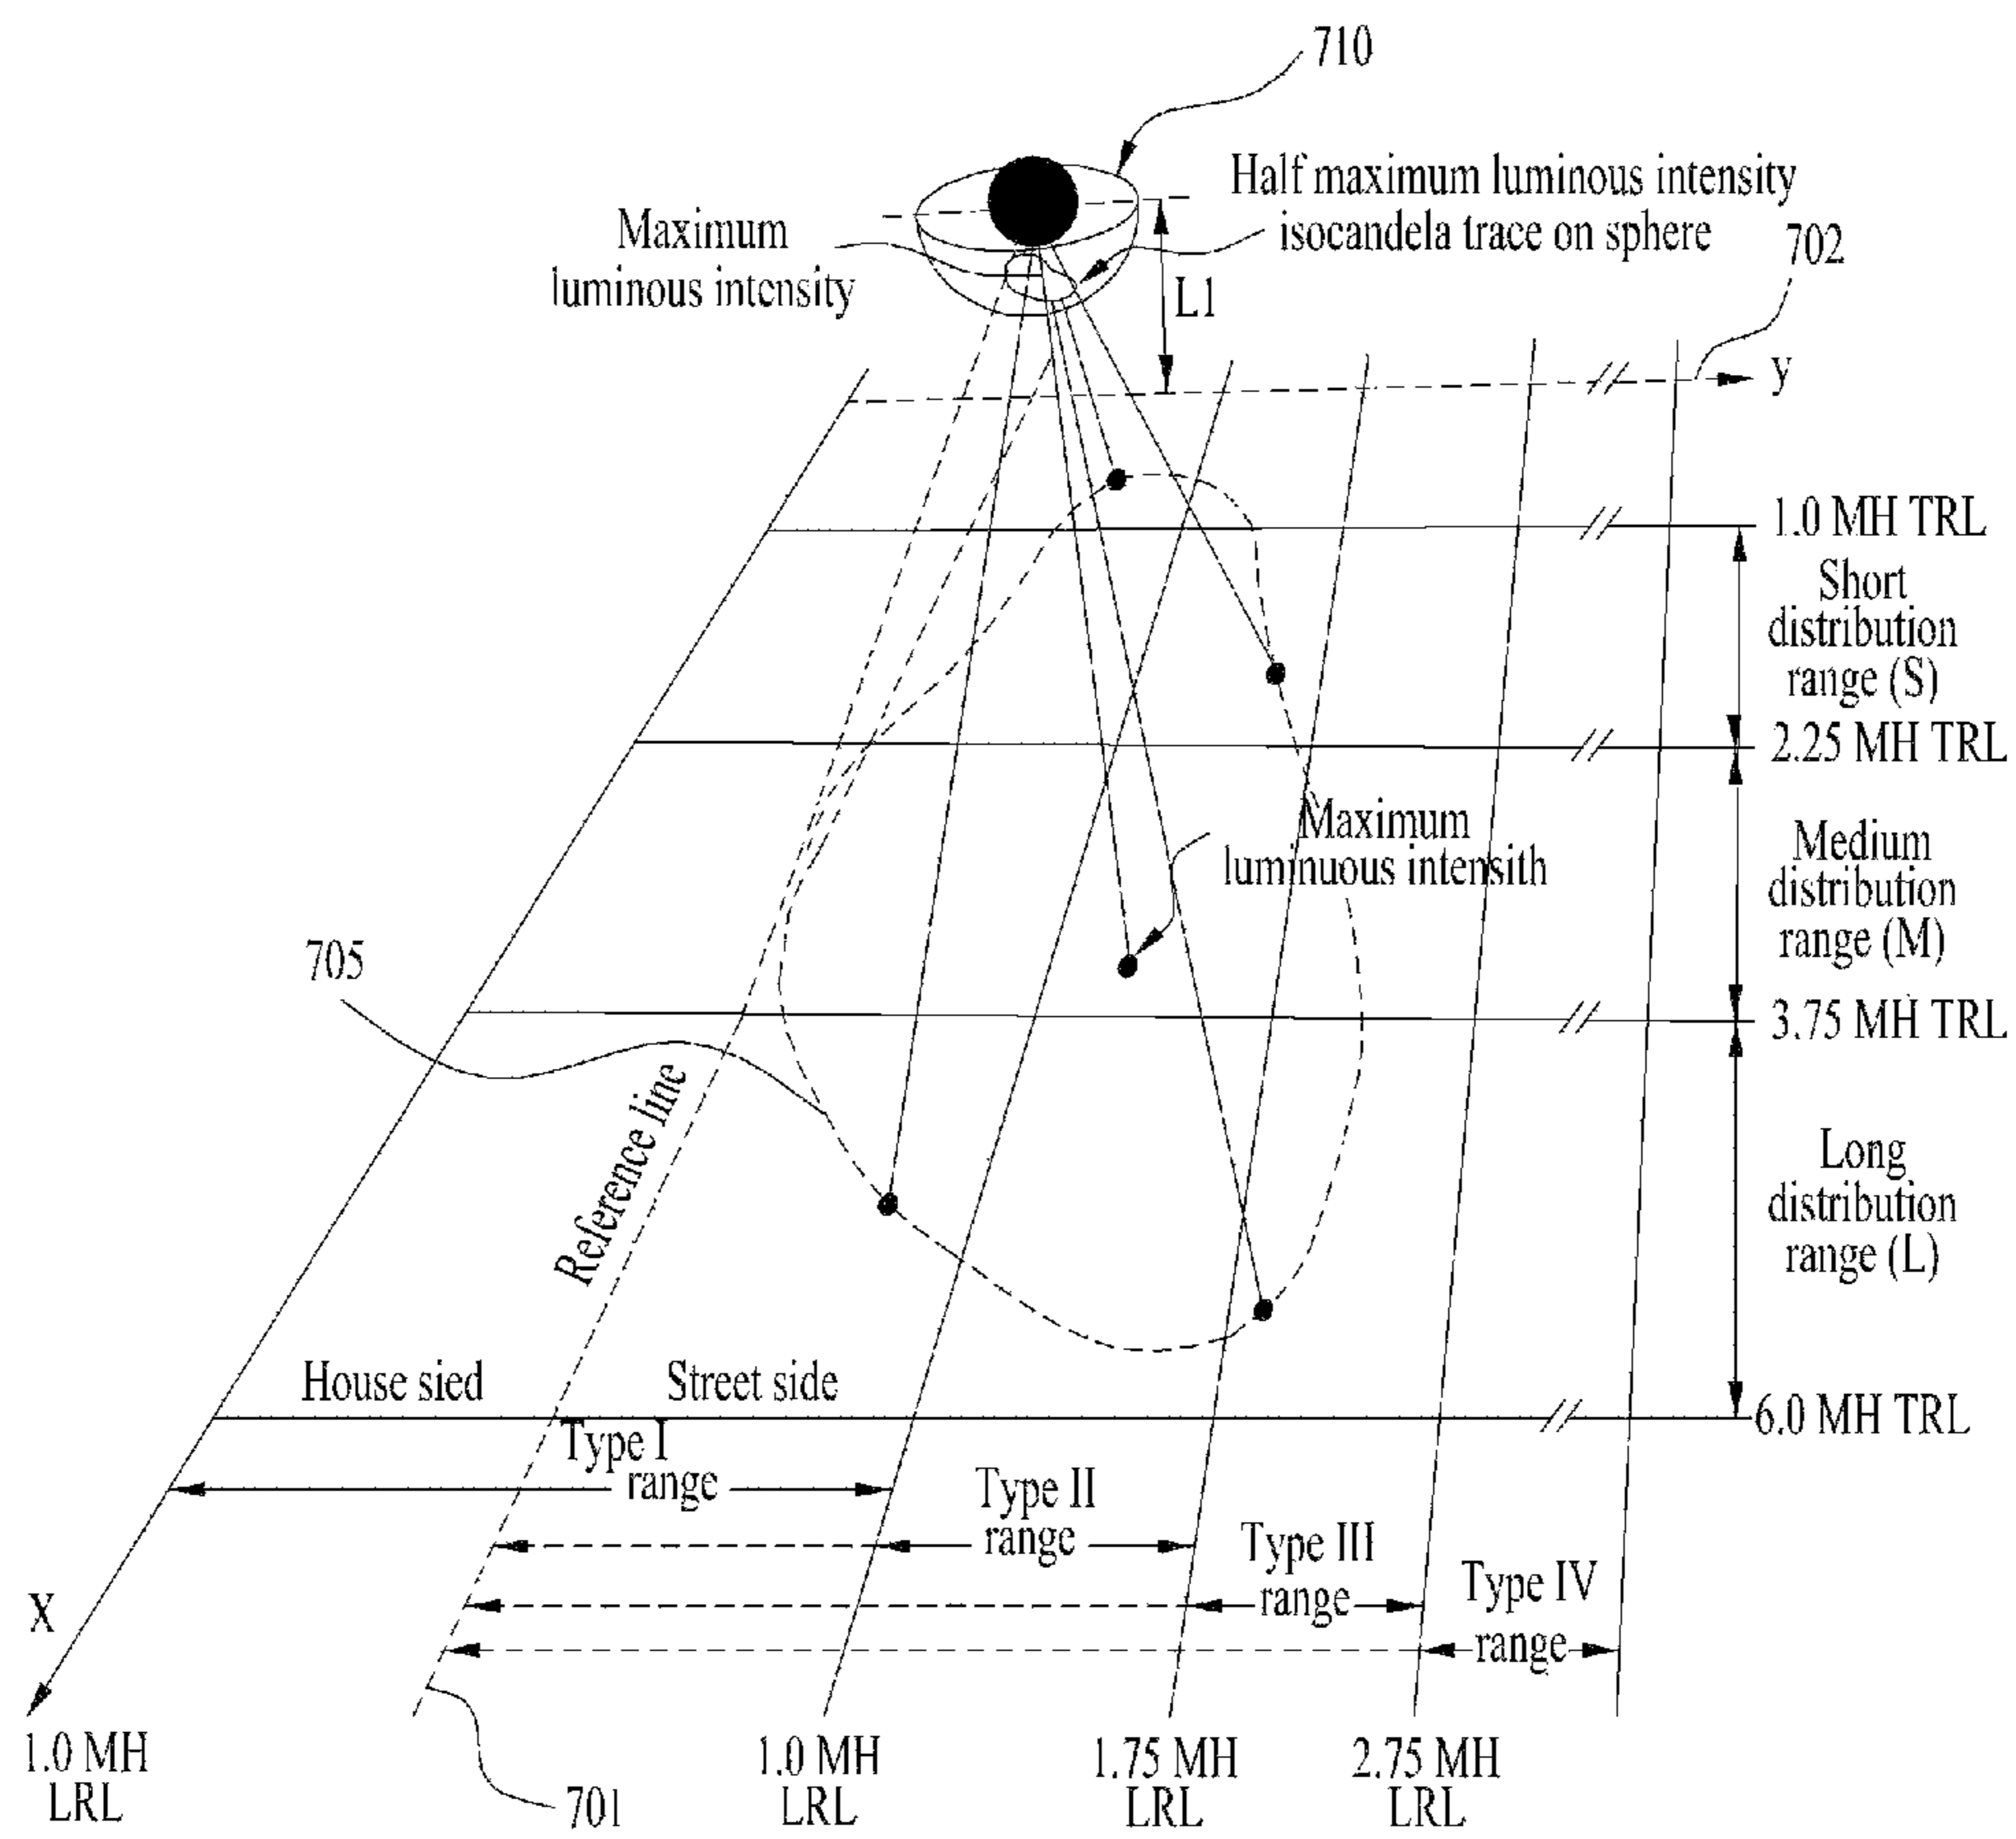 710
Half maximum luminous intensity
isocandela trace on sphere
Maximum
luminous intensity
702
L1
y
1.0 MH TRL
Short
distribution
range (S)
2.25 MH TRL
Maximum
luminuous intensith
Medium
distribution
range (M)
705
3.75 MH TRL
Reference line
Long
distribution
range (L)
House sied
Street side
6.0 MH TRL
Type I
range
Type II
range
Type III
range
Type IV
range
X
1.0 MH
LRL
701
1.0 MH
LRL
1.75 MH
LRL
2.75 MH
LRL